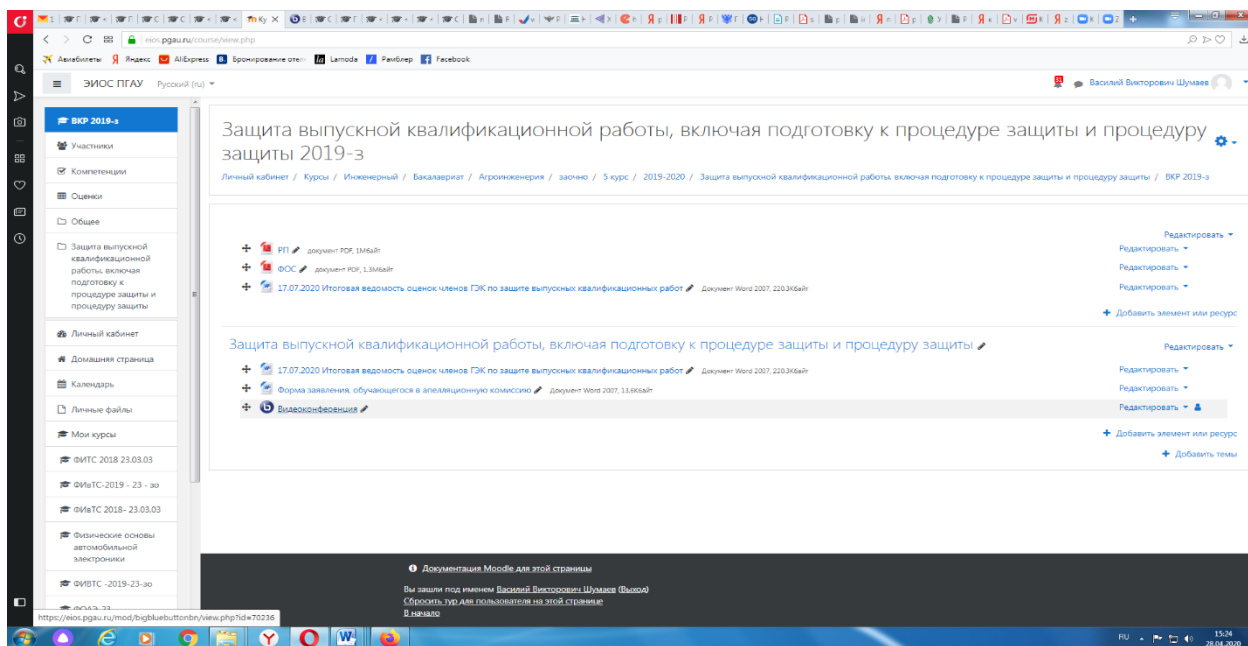 eios.pgau.ru/course/view.php
Авиабилеты Яндекс AliExpress Бронирование отел Lamoda Рамблер Facebook
ЭИОС ПГАУ Русский (ru)
31 Василий Викторович Шумаев
ВКР 2019-з
Участники
Компетенции
Оценки
Общее
Защита выпускной
квалификационной
работы, включая
подготовку к
процедуре защиты и
процедуру защиты
Личный кабинет
Домашняя страница
Календарь
Личные файлы
Мои курсы
ФИТС 2018 23.03.03
ФИвТС-2019 - 23 - зо
ФИвТС 2018- 23.03.03
Физические основы
автомобильной
электроники
ФИВТС -2019-23-зо
Защита выпускной квалификационной работы, включая подготовку к процедуре защиты и процедуру
защиты 2019-з
Личный кабинет / Курсы / Инженерный / Бакалавриат / Агроинженерия / заочно / 5 курс / 2019-2020 / Защита выпускной квалификационной работы, включая подготовку к процедуре защиты и процедуру защиты / ВКР 2019-з
Редактировать
РП документ PDF, 1Мбайт Редактировать
ФОС документ PDF, 1.3Мбайт Редактировать
17.07.2020 Итоговая ведомость оценок членов ГЭК по защите выпускных квалификационных работ Документ Word 2007, 220.3Кбайт Редактировать
Добавить элемент или ресурс
Защита выпускной квалификационной работы, включая подготовку к процедуре защиты и процедуру защиты Редактировать
17.07.2020 Итоговая ведомость оценок членов ГЭК по защите выпускных квалификационных работ Документ Word 2007, 220.3Кбайт Редактировать
Форма заявления, обучающегося в апелляционную комиссию Документ Word 2007, 13.6Кбайт Редактировать
Видеоконференция Редактировать
Добавить элемент или ресурс
Добавить темы
Документация Moodle для этой страницы
Вы зашли под именем Василий Викторович Шумаев (Выход)
Сбросить тур для пользователя на этой странице
В начало
https://eios.pgau.ru/mod/bigbluebuttonbn/view.php?id=70236
RU 15:24
28.04.2020